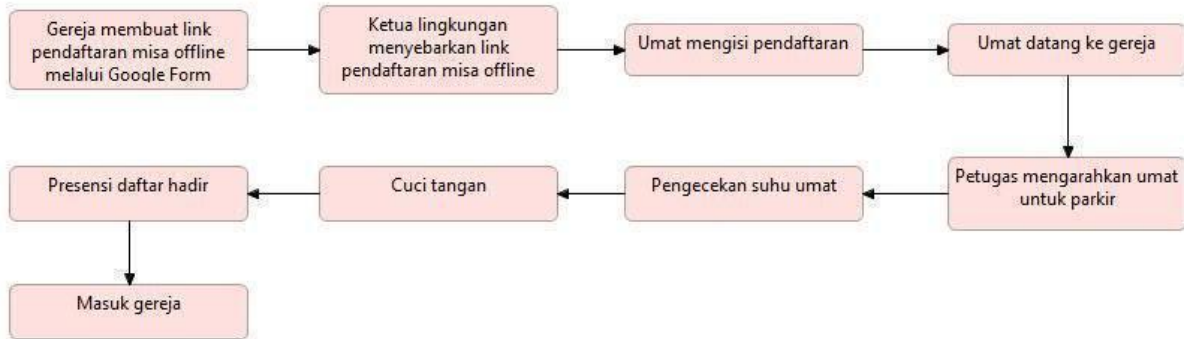 Gereja membuat link
pendaftaran misa offline
melalui Google Form
Ketua lingkungan
menyebarkan link
pendaftaran misa offline
Umat mengisi pendaftaran
Umat datang ke gereja
Petugas mengarahkan umat
untuk parkir
Pengecekan suhu umat
Cuci tangan
Presensi daftar hadir
Masuk gereja